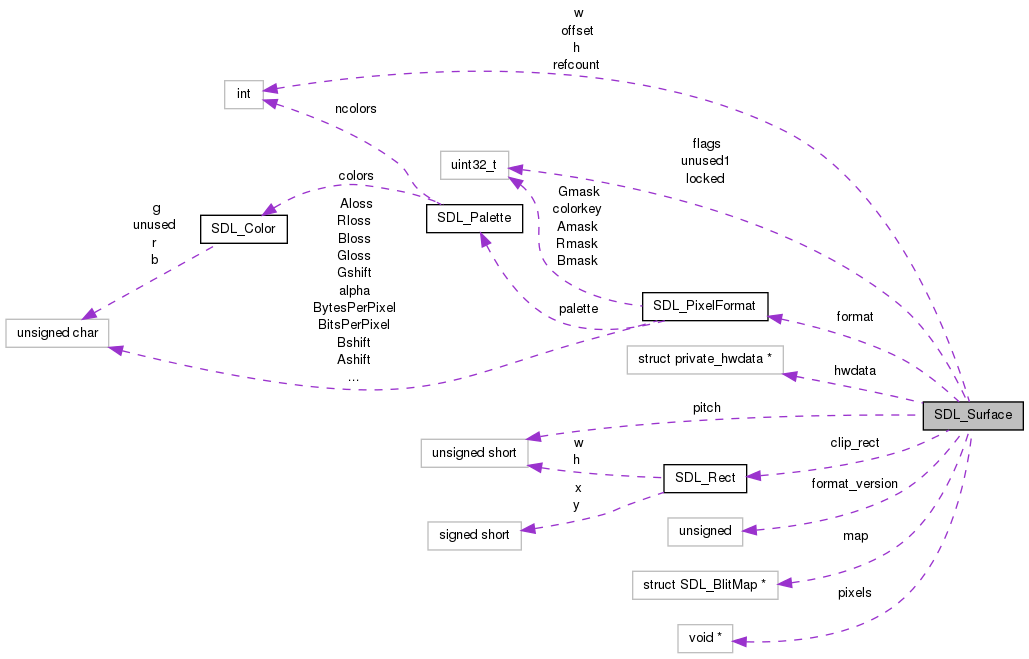 w
offset
h
refcount
int
ncolors
flags
unused1
locked
uint32_t
colors
Gmask
colorkey
Amask
Rmask
Bmask
g
unused
r
b
SDL_Color
Aloss
Rloss
Bloss
Gloss
Gshift
alpha
BytesPerPixel
BitsPerPixel
Bshift
Ashift
...
SDL_Palette
palette
SDL_PixelFormat
format
unsigned char
struct private_hwdata *
hwdata
SDL_Surface
pitch
clip_rect
unsigned short
w
h
SDL_Rect
format_version
x
y
signed short
unsigned
map
struct SDL_BlitMap *
pixels
void *